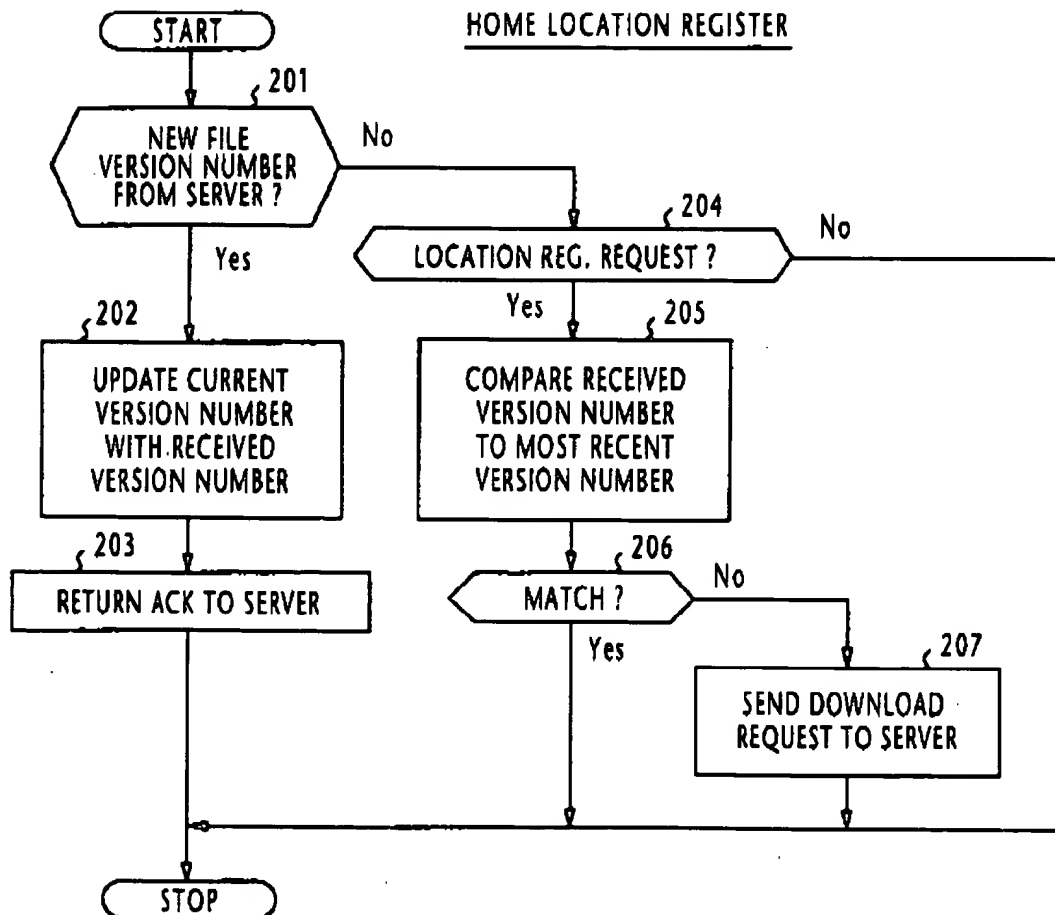 START
HOME LOCATION REGISTER
201
NEW FILE
VERSION NUMBER
FROM SERVER ?
No
Yes
204
LOCATION REG. REQUEST ?
No
Yes
202
UPDATE CURRENT
VERSION NUMBER
WITH RECEIVED
VERSION NUMBER
205
COMPARE RECEIVED
VERSION NUMBER
TO MOST RECENT
VERSION NUMBER
203
RETURN ACK TO SERVER
206
MATCH ?
No
Yes
207
SEND DOWNLOAD
REQUEST TO SERVER
STOP